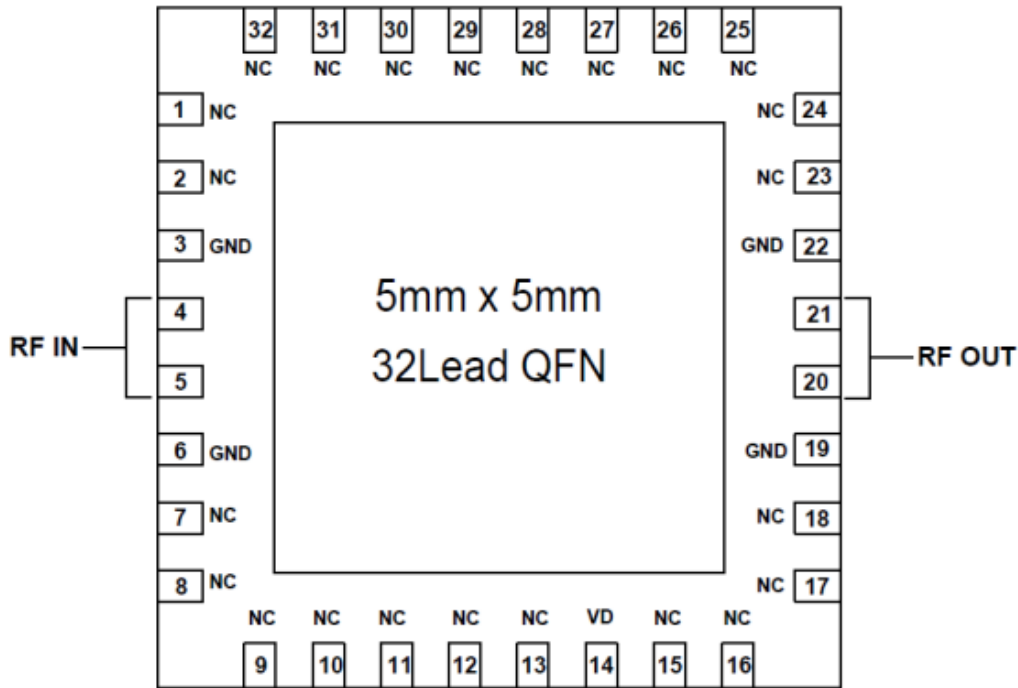 32 31 30 29 28 27 26 25
NC NC NC NC NC NC NC NC
1 NC NC 24
2 NC NC 23
3 GND GND 22
4 21
RF IN 5mm x 5mm RF OUT
32Lead QFN
5 20
6 GND GND 19
7 NC NC 18
8 NC NC 17
NC NC NC NC NC VD NC NC
9 10 11 12 13 14 15 16